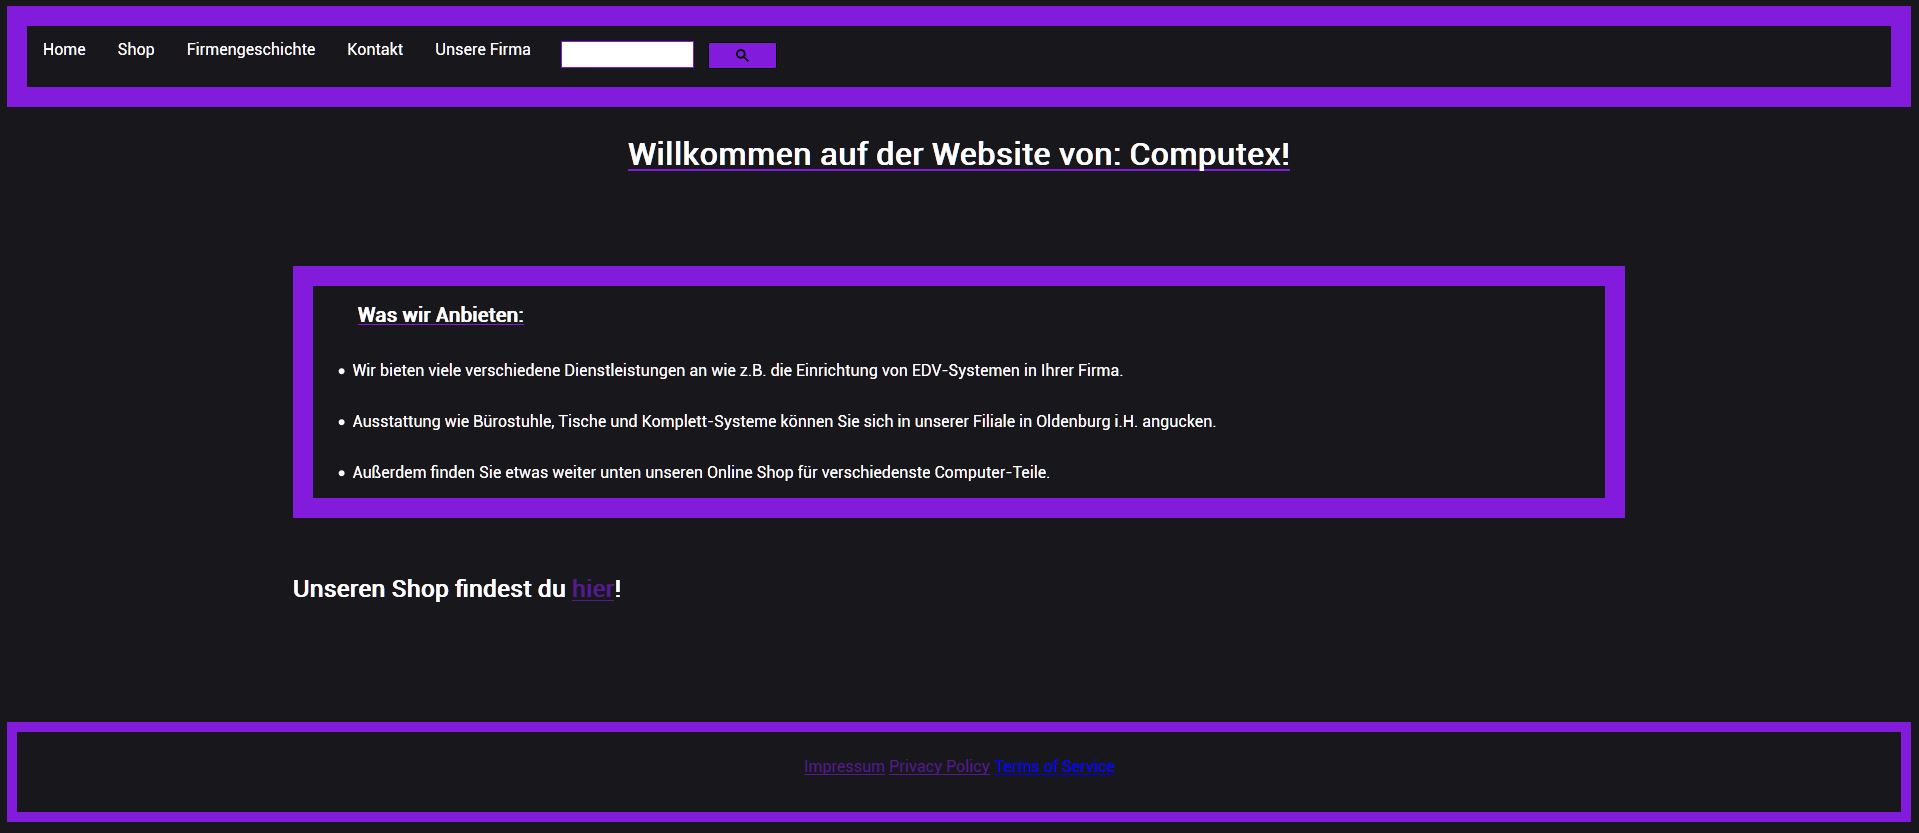 Home Shop Firmengeschichte Kontakt Unsere Firma
Willkommen auf der Website von: Computex!
Was wir Anbieten:
• Wir bieten viele verschiedene Dienstleistungen an wie z.B. die Einrichtung von EDV-Systemen in Ihrer Firma.
• Ausstattung wie Bürostuhle, Tische und Komplett-Systeme können Sie sich in unserer Filiale in Oldenburg i.H. angucken.
• Außerdem finden Sie etwas weiter unten unseren Online Shop für verschiedenste Computer-Teile.
Unseren Shop findest du hier!
Impressum Privacy Policy Terms of Service